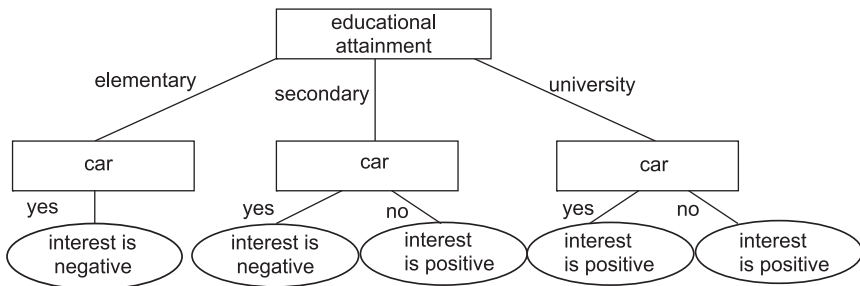 educational
attainment
elementary
secondary
university
car
car
car
yes
yes
no
yes
no
interest is
negative
interest is
negative
interest
is positive
interest
is positive
interest
is positive